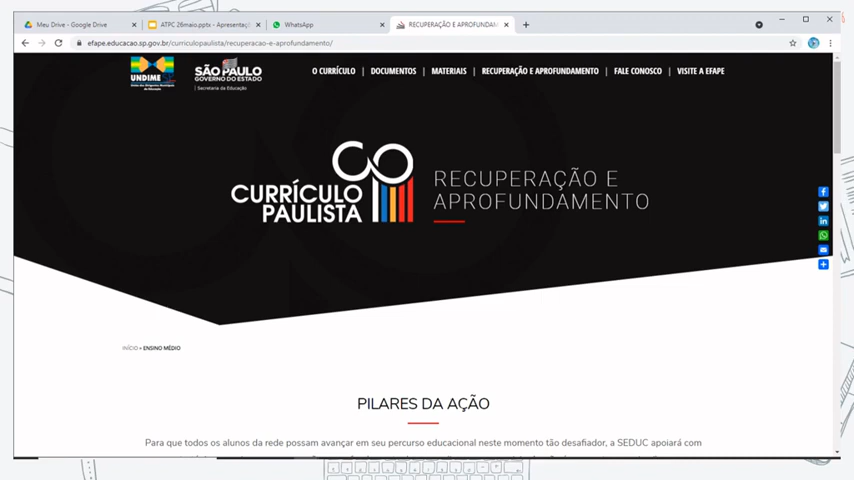 Meu Drive - Google Drive
ATPC 26maio.pptx - Apresentaç
WhatsApp
RECUPERAÇÃO E APROFUNDAM
efape.educacao.sp.gov.br/curriculopaulista/recuperacao-e-aprofundamento/
UNDIME
SÃO PAULO
GOVERNO DO ESTADO
Secretaria da Educação
O CURRÍCULO | DOCUMENTOS | MATERIAIS | RECUPERAÇÃO E APROFUNDAMENTO | FALE CONOSCO | VISITE A EFAPE
CURRÍCULO
PAULISTA
RECUPERAÇÃO E
APROFUNDAMENTO
INÍCIO » ENSINO MÉDIO
PILARES DA AÇÃO
Para que todos os alunos da rede possam avançar em seu percurso educacional neste momento tão desafiador, a SEDUC apoiará com